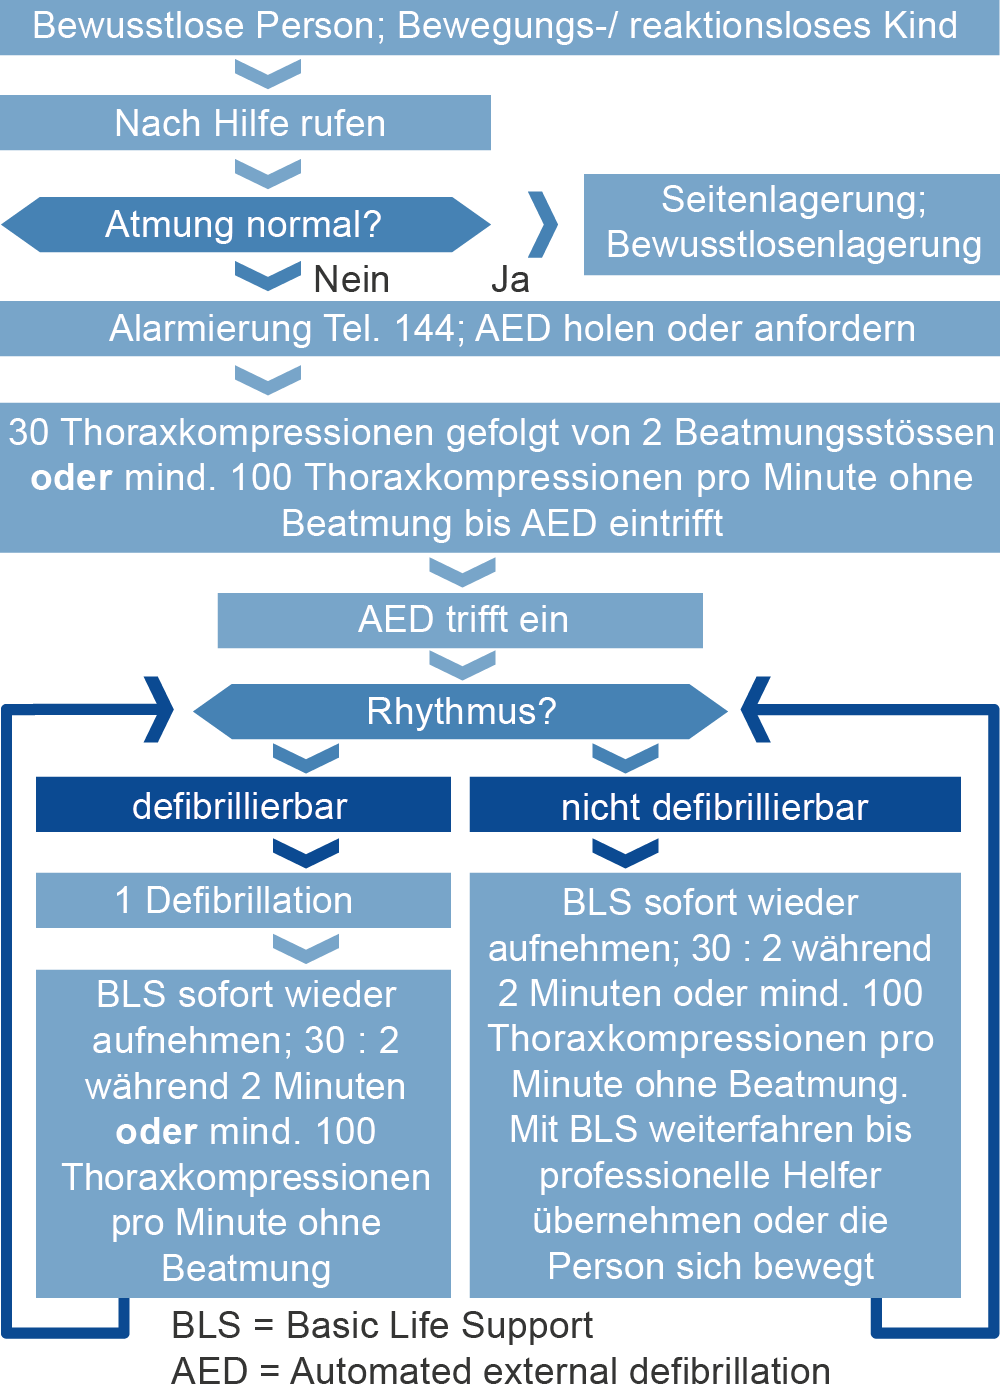 Bewusstlose Person; Bewegungs-/ reaktionsloses Kind
Nach Hilfe rufen
Atmung normal?
Seitenlagerung;
Bewusstlosenlagerung
Nein
Ja
Alarmierung Tel. 144; AED holen oder anfordern
30 Thoraxkompressionen gefolgt von 2 Beatmungsstössen
oder mind. 100 Thoraxkompressionen pro Minute ohne
Beatmung bis AED eintrifft
AED trifft ein
Rhythmus?
defibrillierbar
1 Defibrillation
BLS sofort wieder
aufnehmen; 30 : 2
während 2 Minuten
oder mind. 100
Thoraxkompressionen
pro Minute ohne
Beatmung
nicht defibrillierbar
BLS sofort wieder
aufnehmen; 30 : 2 während
2 Minuten oder mind. 100
Thoraxkompressionen pro
Minute ohne Beatmung.
Mit BLS weiterfahren bis
professionelle Helfer
übernehmen oder die
Person sich bewegt
BLS = Basic Life Support
AED = Automated external defibrillation